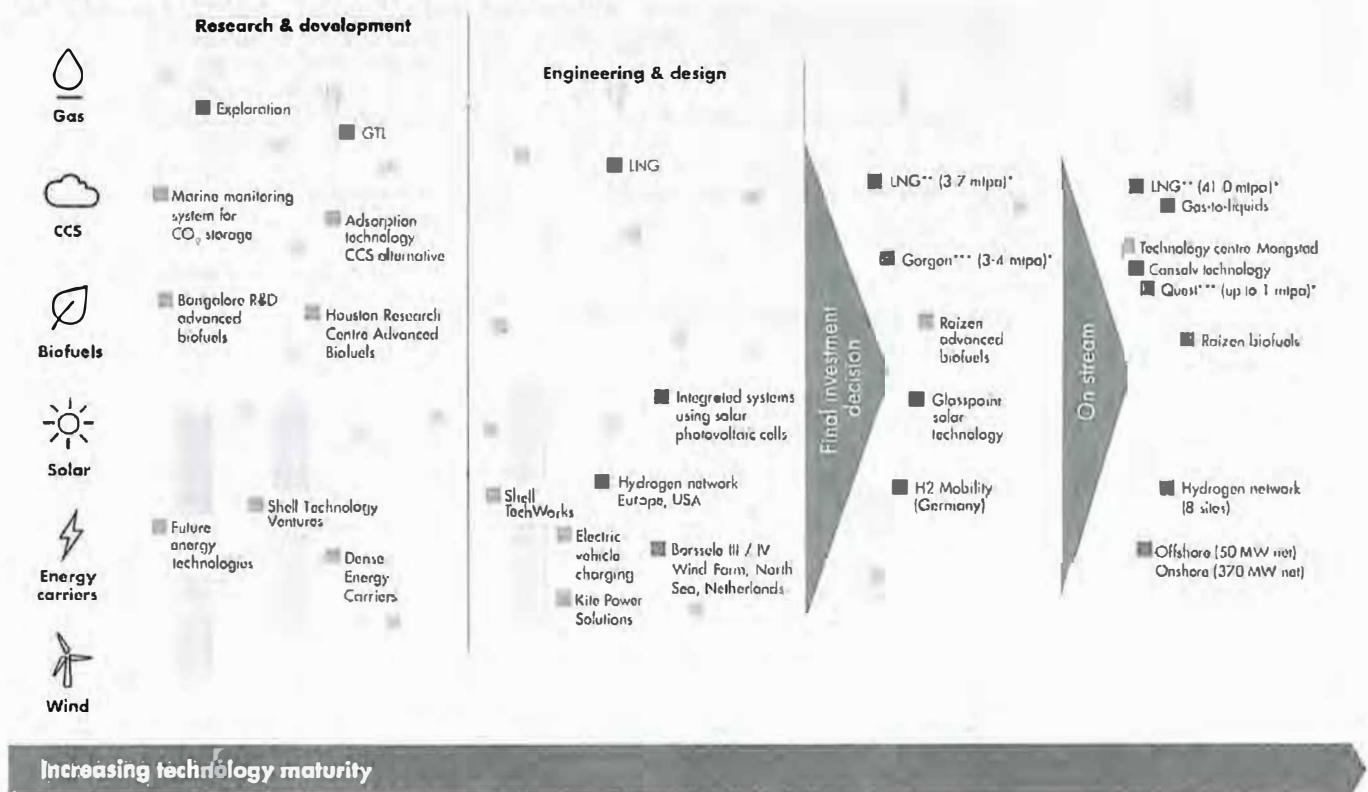 Research & development
Engineering & design
Gas
Exploration
GTL
LNG
LNG** (3·7 mtpa)*
LNG** (41·0 mtpa)*
Gas-to-liquids
CCS
Marine monitoring
system for
CO₂ storage
Adsorption
technology
CCS alternative
Gorgon*** (3-4 mtpa)*
Technology centre Mongstad
Cansolv technology
Quest*** (up to 1 mtpa)*
Biofuels
Bangalore R&D
advanced
biofuels
Houston Research
Centre Advanced
Biofuels
Raizen
advanced
biofuels
Raizen biofuels
Final investment
decision
On stream
Solar
Integrated systems
using solar
photovoltaic cells
Glasspoint
solar
technology
Energy
carriers
Future
energy
technologies
Shell Technology
Ventures
Dense
Energy
Carriers
Shell
TechWorks
Hydrogen network
Europe, USA
Electric
vehicle
charging
H2 Mobility
(Germany)
Hydrogen network
(8 sites)
Wind
Kite Power
Solutions
Borssele III / IV
Wind Farm, North
Sea, Netherlands
Offshore (50 MW net)
Onshore (370 MW net)
Increasing technology maturity